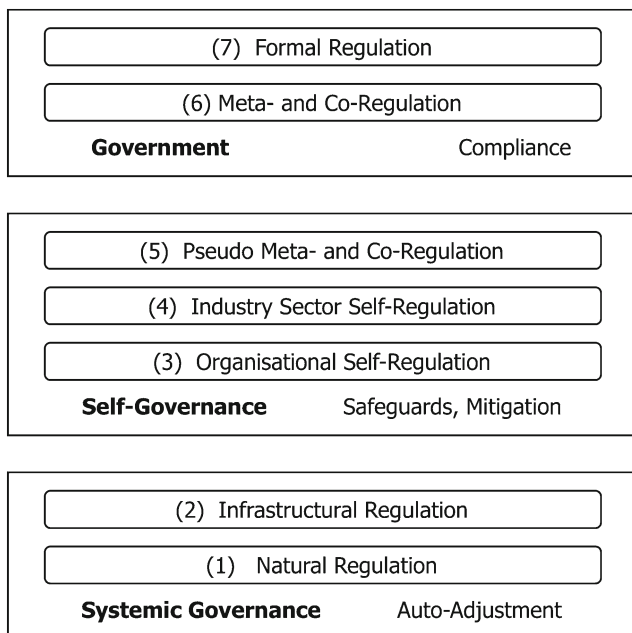 (7) Formal Regulation
(6) Meta- and Co-Regulation
Government Compliance
(5) Pseudo Meta- and Co-Regulation
(4) Industry Sector Self-Regulation
(3) Organisational Self-Regulation
Self-Governance Safeguards, Mitigation
(2) Infrastructural Regulation
(1) Natural Regulation
Systemic Governance Auto-Adjustment